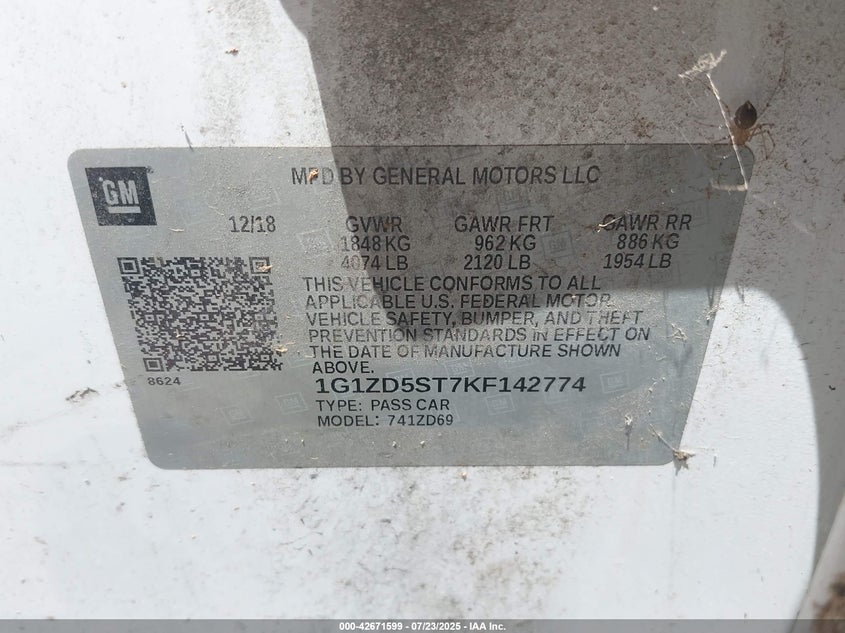 GM
MFD BY GENERAL MOTORS LLC
12/18 GVWR GAWR FRT GAWR RR
1848 KG 962 KG 886 KG
4074 LB 2120 LB 1954 LB
THIS VEHICLE CONFORMS TO ALL
APPLICABLE U.S. FEDERAL MOTOR
VEHICLE SAFETY, BUMPER, AND THEFT
PREVENTION STANDARDS IN EFFECT ON
THE DATE OF MANUFACTURE SHOWN
ABOVE.
8624
1G1ZD5ST7KF142774
TYPE: PASS CAR
MODEL: 741ZD69
000-42671599 - 07/23/2025 - IAA Inc.